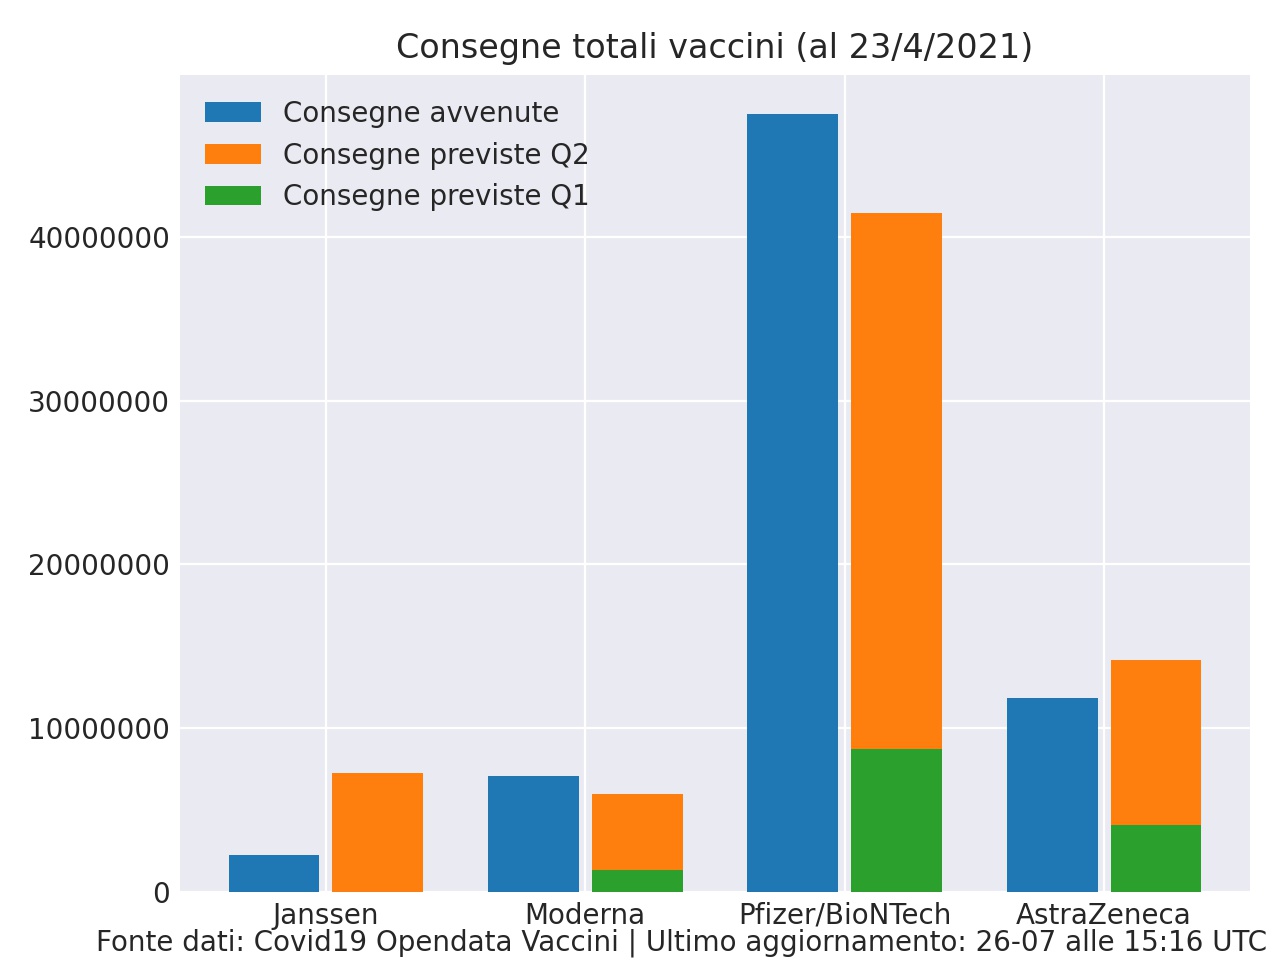 Consegne totali vaccini (al 23/4/2021)
Consegne avvenute
Consegne previste Q2
Consegne previste Q1
40000000
30000000
20000000
10000000
0
Janssen Moderna Pfizer/BioNTech AstraZeneca
Fonte dati: Covid19 Opendata Vaccini | Ultimo aggiornamento: 26-07 alle 15:16 UTC